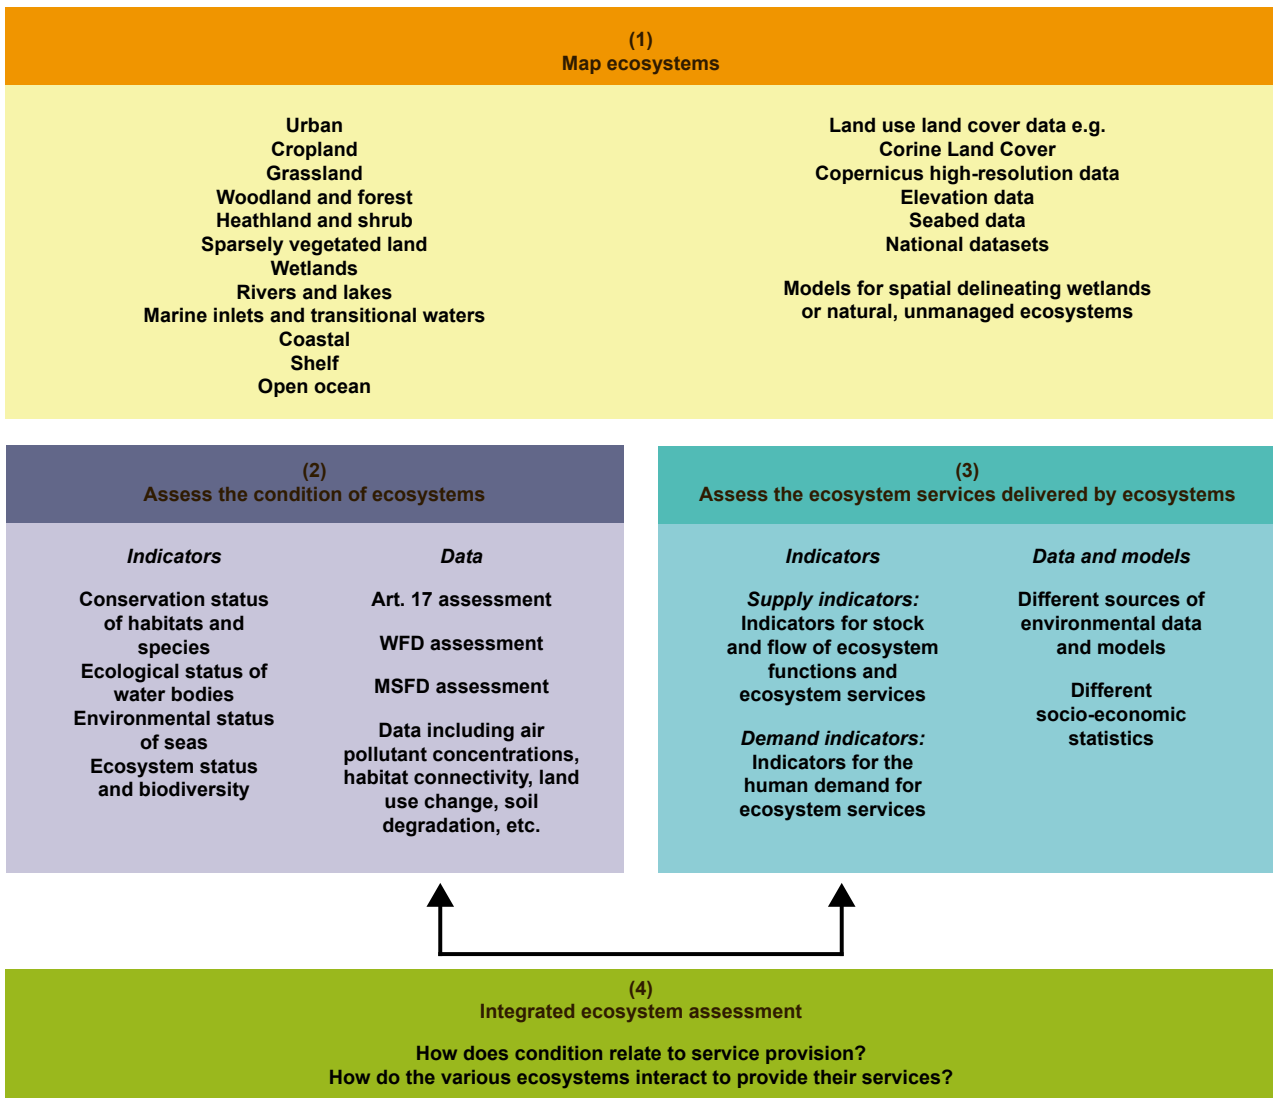 (1)
Map ecosystems
Urban
Cropland
Grassland
Woodland and forest
Heathland and shrub
Sparsely vegetated land
Wetlands
Rivers and lakes
Marine inlets and transitional waters
Coastal
Shelf
Open ocean
Land use land cover data e.g.
Corine Land Cover
Copernicus high-resolution data
Elevation data
Seabed data
National datasets
Models for spatial delineating wetlands
or natural, unmanaged ecosystems
(2)
Assess the condition of ecosystems
Indicators
Conservation status
of habitats and
species
Ecological status of
water bodies
Environmental status
of seas
Ecosystem status
and biodiversity
Data
Art. 17 assessment
WFD assessment
MSFD assessment
Data including air
pollutant concentrations,
habitat connectivity, land
use change, soil
degradation, etc.
(3)
Assess the ecosystem services delivered by ecosystems
Indicators
Supply indicators:
Indicators for stock
and flow of ecosystem
functions and
ecosystem services
Demand indicators:
Indicators for the
human demand for
ecosystem services
Data and models
Different sources of
environmental data
and models
Different
socio-economic
statistics
(4)
Integrated ecosystem assessment
How does condition relate to service provision?
How do the various ecosystems interact to provide their services?